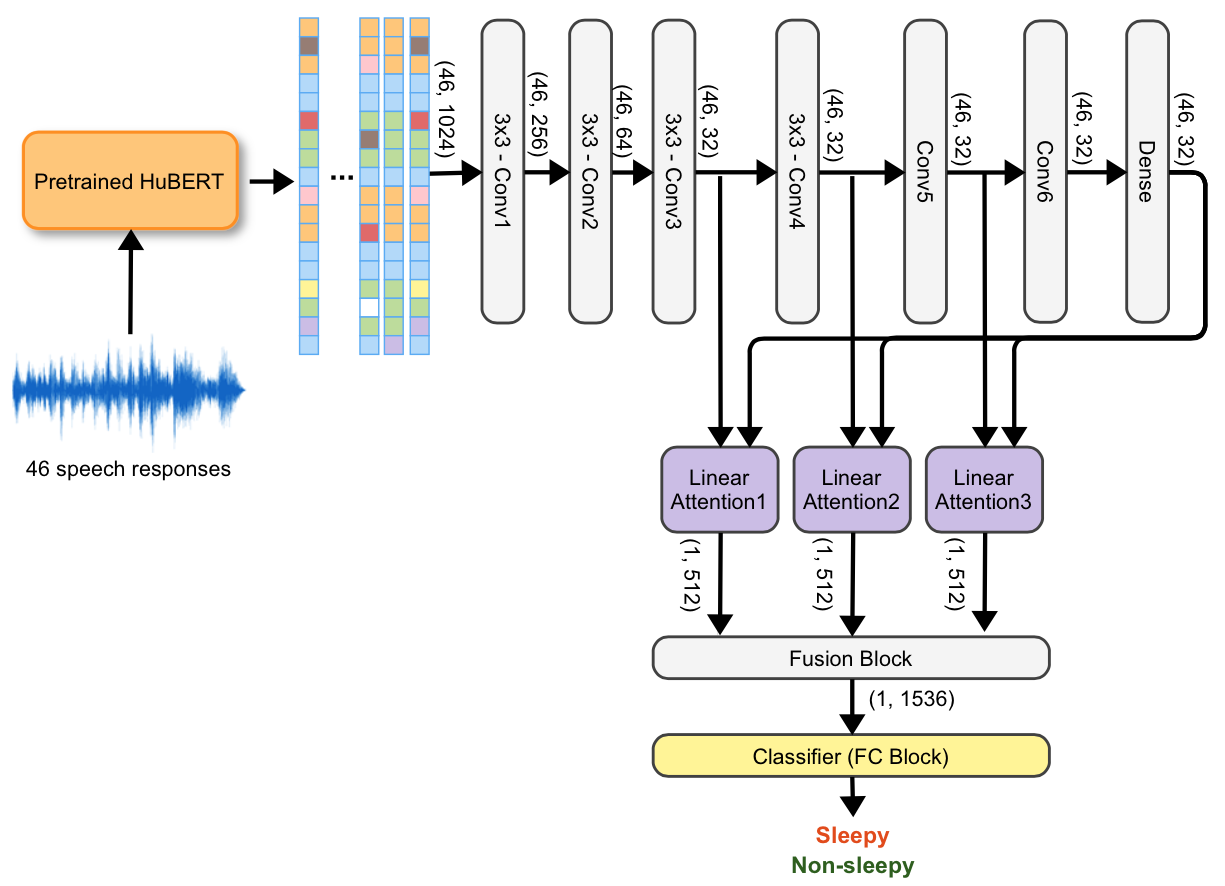 Pretrained HuBERT
46 speech responses
...
(46, 1024)
3x3 - Conv1
(46, 256)
3x3 - Conv2
(46, 64)
3x3 - Conv3
(46, 32)
3x3 - Conv4
(46, 32)
Conv5
(46, 32)
Conv6
(46, 32)
Dense
(46, 32)
Linear
Attention1
Linear
Attention2
Linear
Attention3
(1, 512)
(1, 512)
(1, 512)
Fusion Block
(1, 1536)
Classifier (FC Block)
Sleepy
Non-sleepy